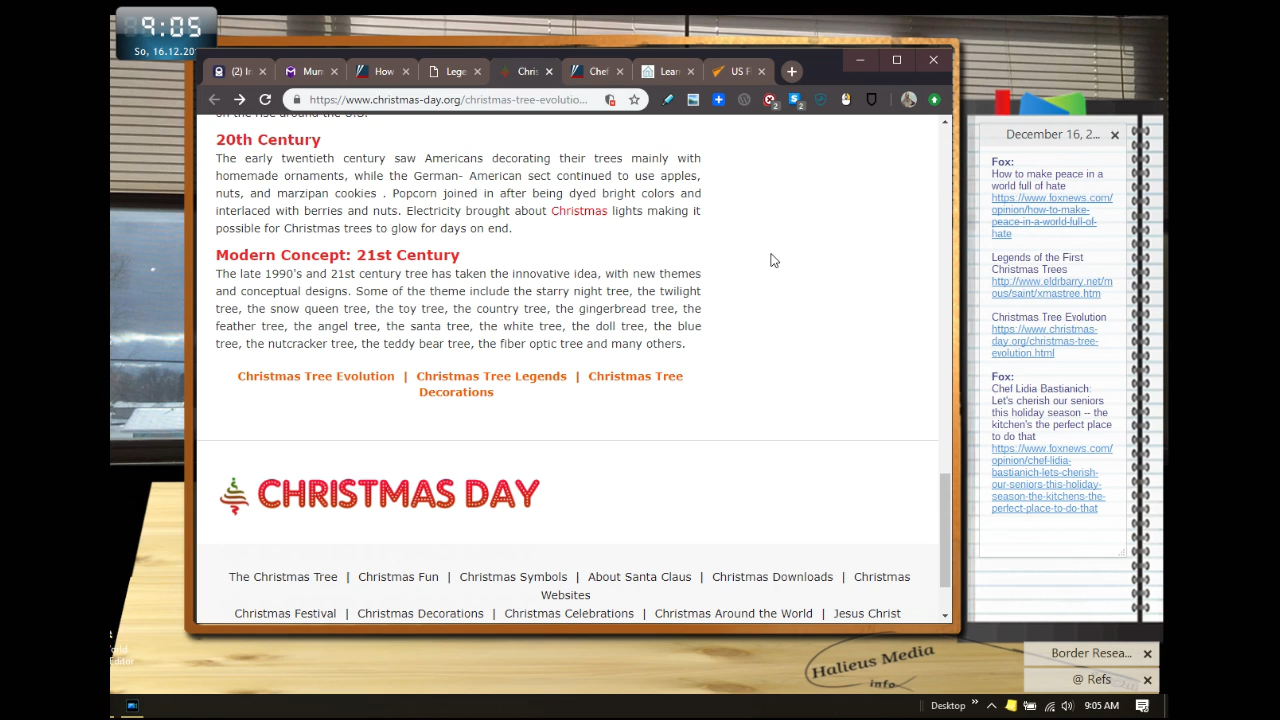 9:05
So, 16.12.20
(2) I
Mun
How
Lege
Chris
Chef
Lear
US F
https://www.christmas-day.org/christmas-tree-evolutio...
2
2
on the rise around the U.S.
20th Century
The early twentieth century saw Americans decorating their trees mainly with
homemade ornaments, while the German- American sect continued to use apples,
nuts, and marzipan cookies . Popcorn joined in after being dyed bright colors and
interlaced with berries and nuts. Electricity brought about Christmas lights making it
possible for Christmas trees to glow for days on end.
Modern Concept: 21st Century
The late 1990's and 21st century tree has taken the innovative idea, with new themes
and conceptual designs. Some of the theme include the starry night tree, the twilight
tree, the snow queen tree, the toy tree, the country tree, the gingerbread tree, the
feather tree, the angel tree, the santa tree, the white tree, the doll tree, the blue
tree, the nutcracker tree, the teddy bear tree, the fiber optic tree and many others.
Christmas Tree Evolution | Christmas Tree Legends | Christmas Tree
Decorations
CHRISTMAS DAY
The Christmas Tree | Christmas Fun | Christmas Symbols | About Santa Claus | Christmas Downloads | Christmas
Websites
Christmas Festival | Christmas Decorations | Christmas Celebrations | Christmas Around the World | Jesus Christ
December 16, 2...
Fox:
How to make peace in a
world full of hate
https://www.foxnews.com/
opinion/how-to-make-
peace-in-a-world-full-of-
hate
Legends of the First
Christmas Trees
http://www.eldrbarry.net/m
ous/saint/xmastree.htm
Christmas Tree Evolution
https://www.christmas-
day.org/christmas-tree-
evolution.html
Fox:
Chef Lidia Bastianich:
Let's cherish our seniors
this holiday season -- the
kitchen's the perfect place
to do that
https://www.foxnews.com/
opinion/chef-lidia-
bastianich-lets-cherish-
our-seniors-this-holiday-
season-the-kitchens-the-
perfect-place-to-do-that
orld
Editor
Halieus Media
info
Border Resea...
@ Refs
Desktop
9:05 AM